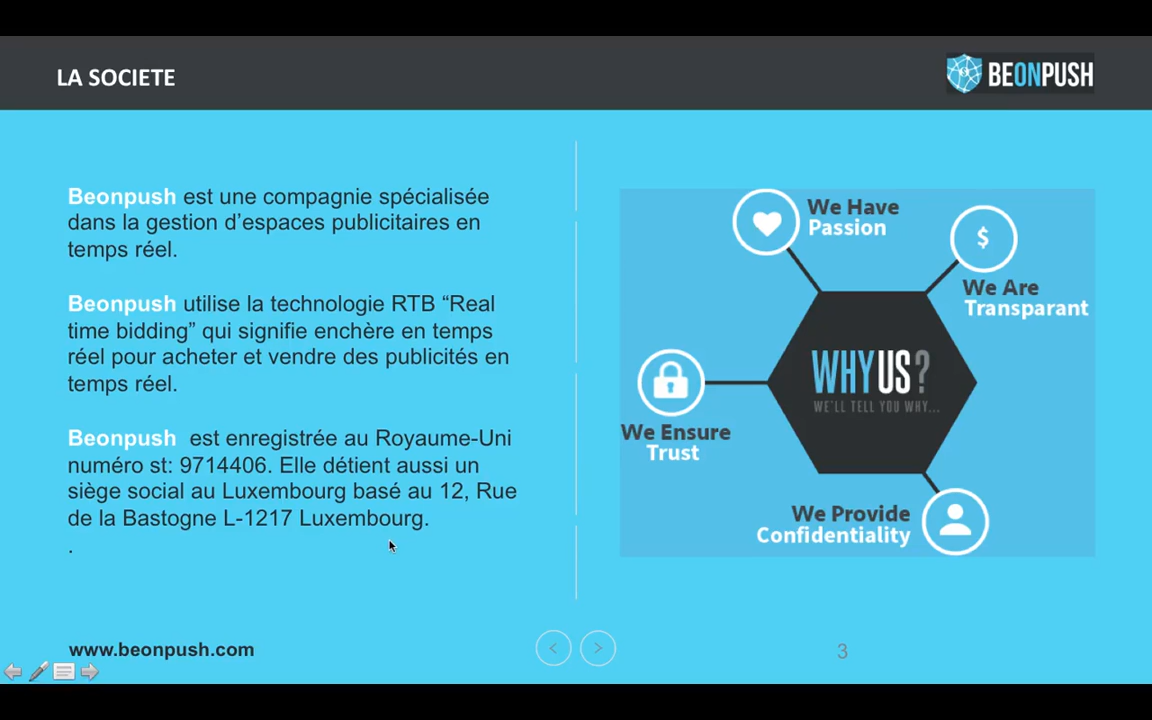 LA SOCIETE
BEONPUSH
Beonpush est une compagnie spécialisée
dans la gestion d’espaces publicitaires en
temps réel.
Beonpush utilise la technologie RTB “Real
time bidding” qui signifie enchère en temps
réel pour acheter et vendre des publicités en
temps réel.
Beonpush est enregistrée au Royaume-Uni
numéro st: 9714406. Elle détient aussi un
siège social au Luxembourg basé au 12, Rue
de la Bastogne L-1217 Luxembourg.
.
We Have
Passion
$
We Are
Transparant
WHY US?
WE'LL TELL YOU WHY...
We Ensure
Trust
We Provide
Confidentiality
www.beonpush.com
3